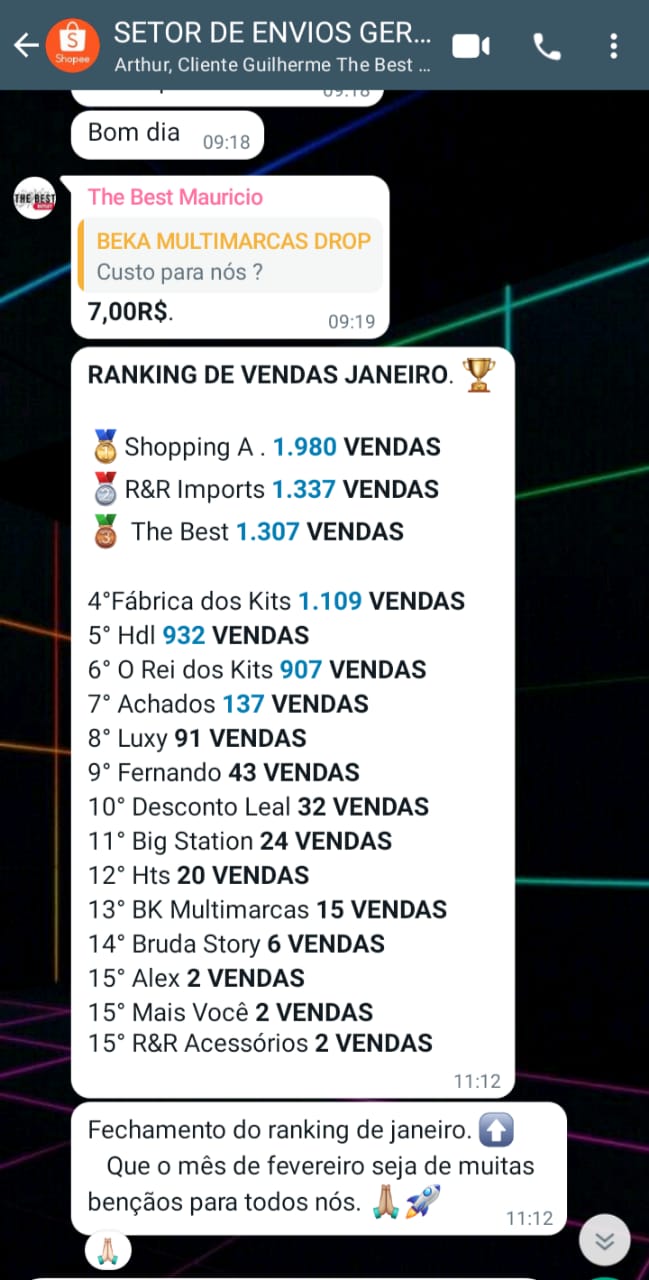 SETOR DE ENVIOS GER...
Shopee
Arthur, Cliente Guilherme The Best ...
09:18
Bom dia 09:18
THE BEST
The Best Mauricio
BEKA MULTIMARCAS DROP
Custo para nós ?
7,00R$.
09:19
RANKING DE VENDAS JANEIRO. 🏆
🥇Shopping A . 1.980 VENDAS
🥈R&R Imports 1.337 VENDAS
🥉 The Best 1.307 VENDAS
4°Fábrica dos Kits 1.109 VENDAS
5° Hdl 932 VENDAS
6° O Rei dos Kits 907 VENDAS
7° Achados 137 VENDAS
8° Luxy 91 VENDAS
9° Fernando 43 VENDAS
10° Desconto Leal 32 VENDAS
11° Big Station 24 VENDAS
12° Hts 20 VENDAS
13° BK Multimarcas 15 VENDAS
14° Bruda Story 6 VENDAS
15° Alex 2 VENDAS
15° Mais Você 2 VENDAS
15° R&R Acessórios 2 VENDAS
11:12
Fechamento do ranking de janeiro. ⬆️
Que o mês de fevereiro seja de muitas
bençãos para todos nós. 🙏🏼🚀
11:12